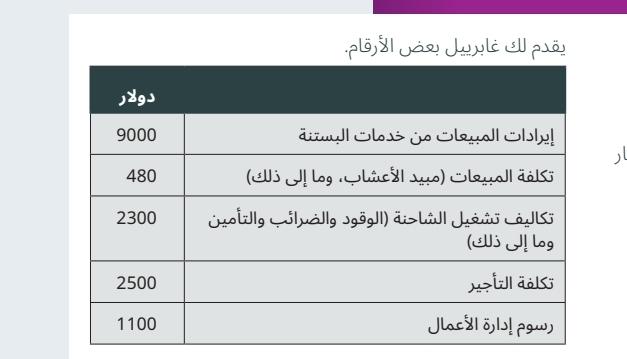 يقدم لك غابرييل بعض الأرقام.
دولار
إيرادات المبيعات من خدمات البستنة 9000
تكلفة المبيعات (مبيد الأعشاب، وما إلى ذلك) 480
تكاليف تشغيل الشاحنة (الوقود والضرائب والتأمين 2300
وما إلى ذلك)
تكلفة التأجير 2500
رسوم إدارة الأعمال 1100